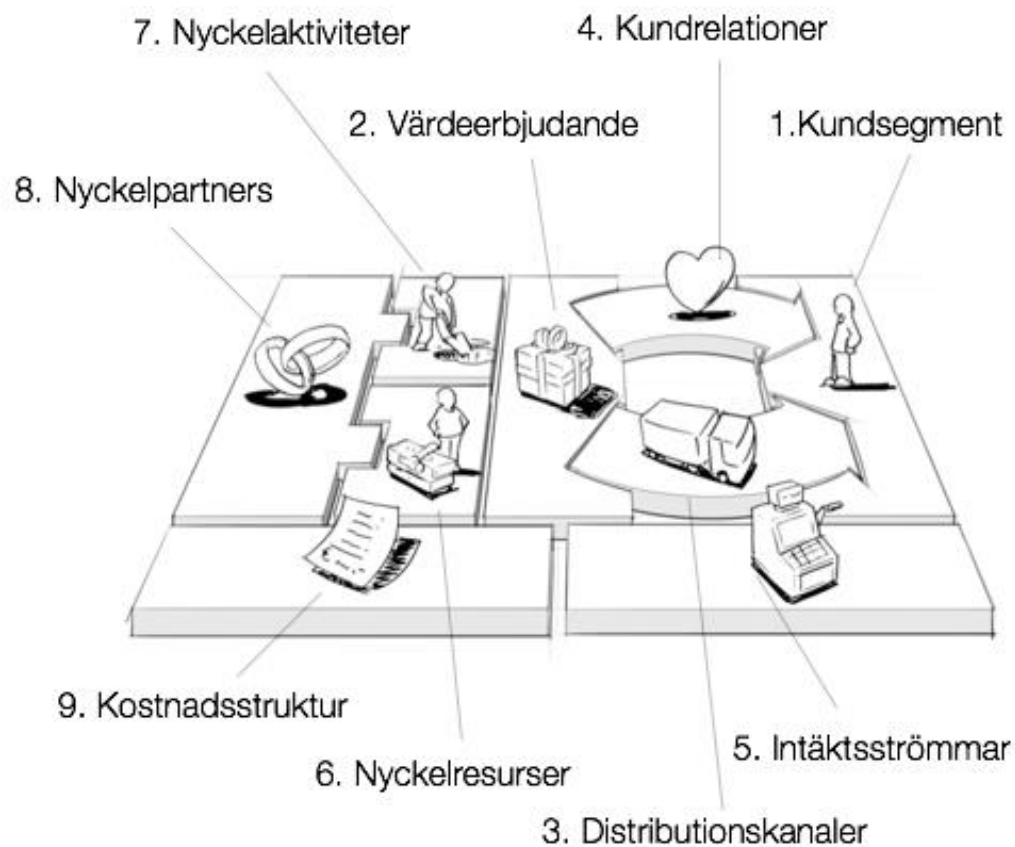 7. Nyckelaktiviteter
4. Kundrelationer
2. Värdeerbjudande
1.Kundsegment
8. Nyckelpartners
9. Kostnadsstruktur
6. Nyckelresurser
5. Intäktsströmmar
3. Distributionskanaler